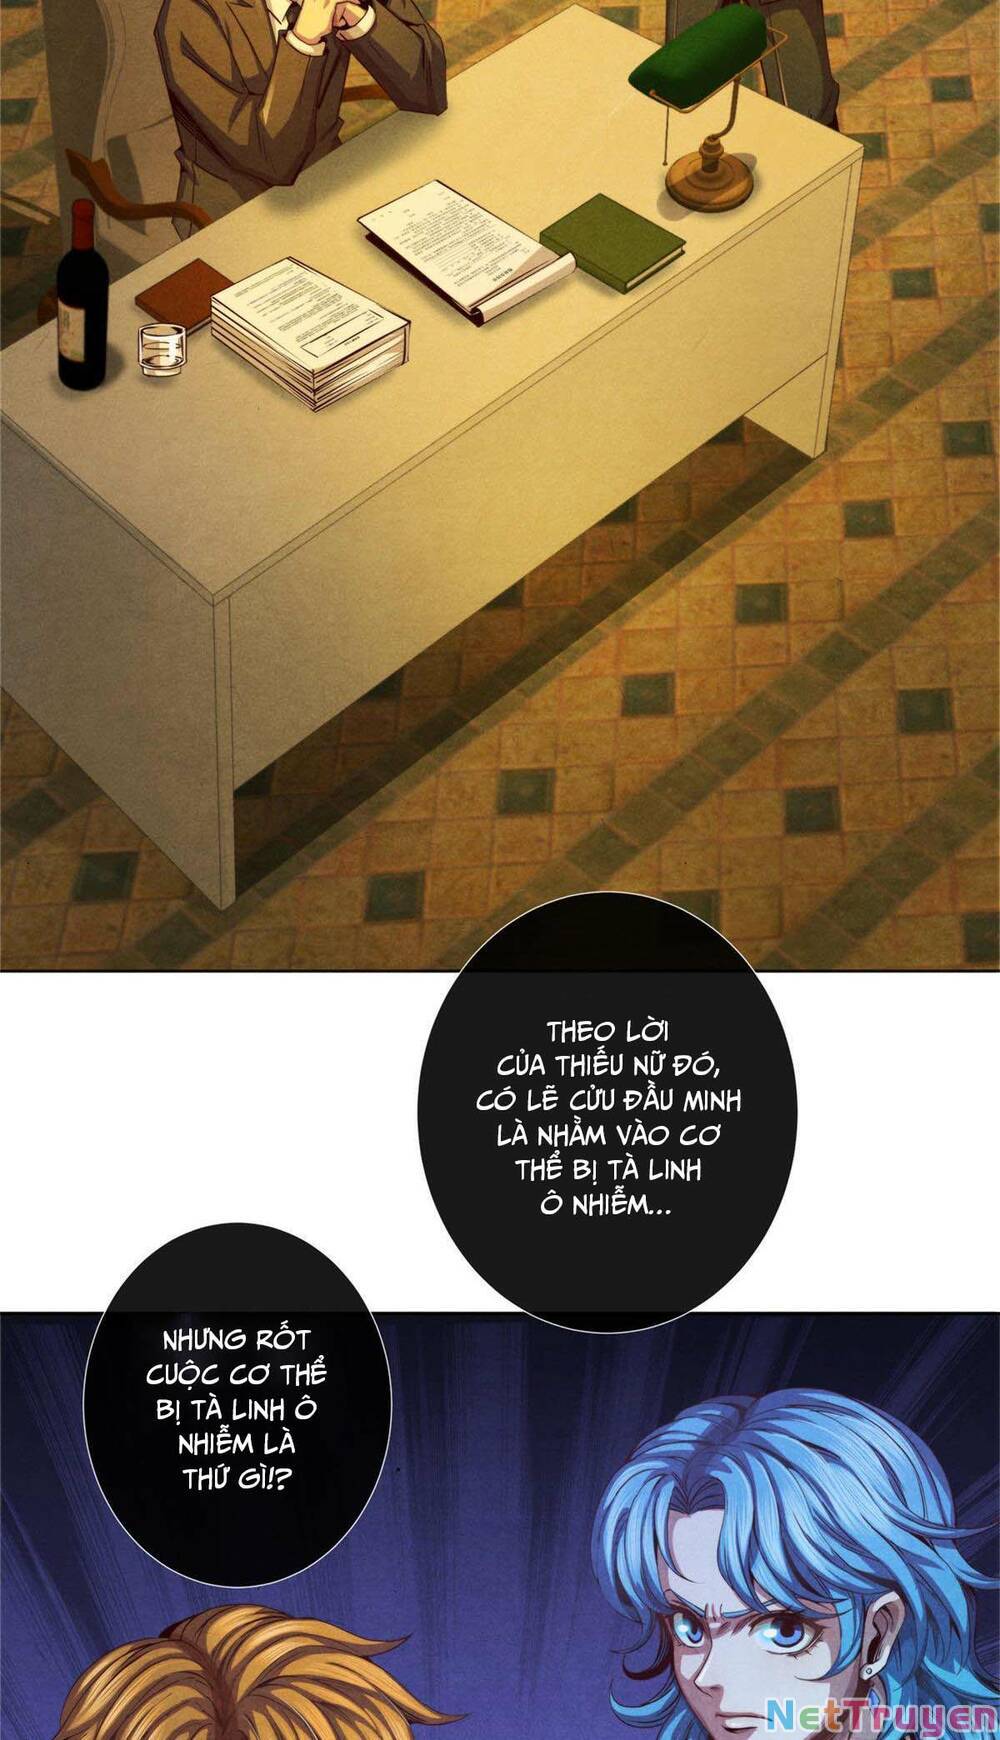 THEO LỜI
CỦA THIẾU NỮ ĐÓ,
CÓ LẼ CỬU ĐẦU MINH
LÀ NHẰM VÀO CƠ
THỂ BỊ TÀ LINH
Ô NHIỄM...
NHƯNG RỐT
CUỘC CƠ THỂ
BỊ TÀ LINH Ô
NHIỄM LÀ
THỨ GÌ!?
NetTruyen